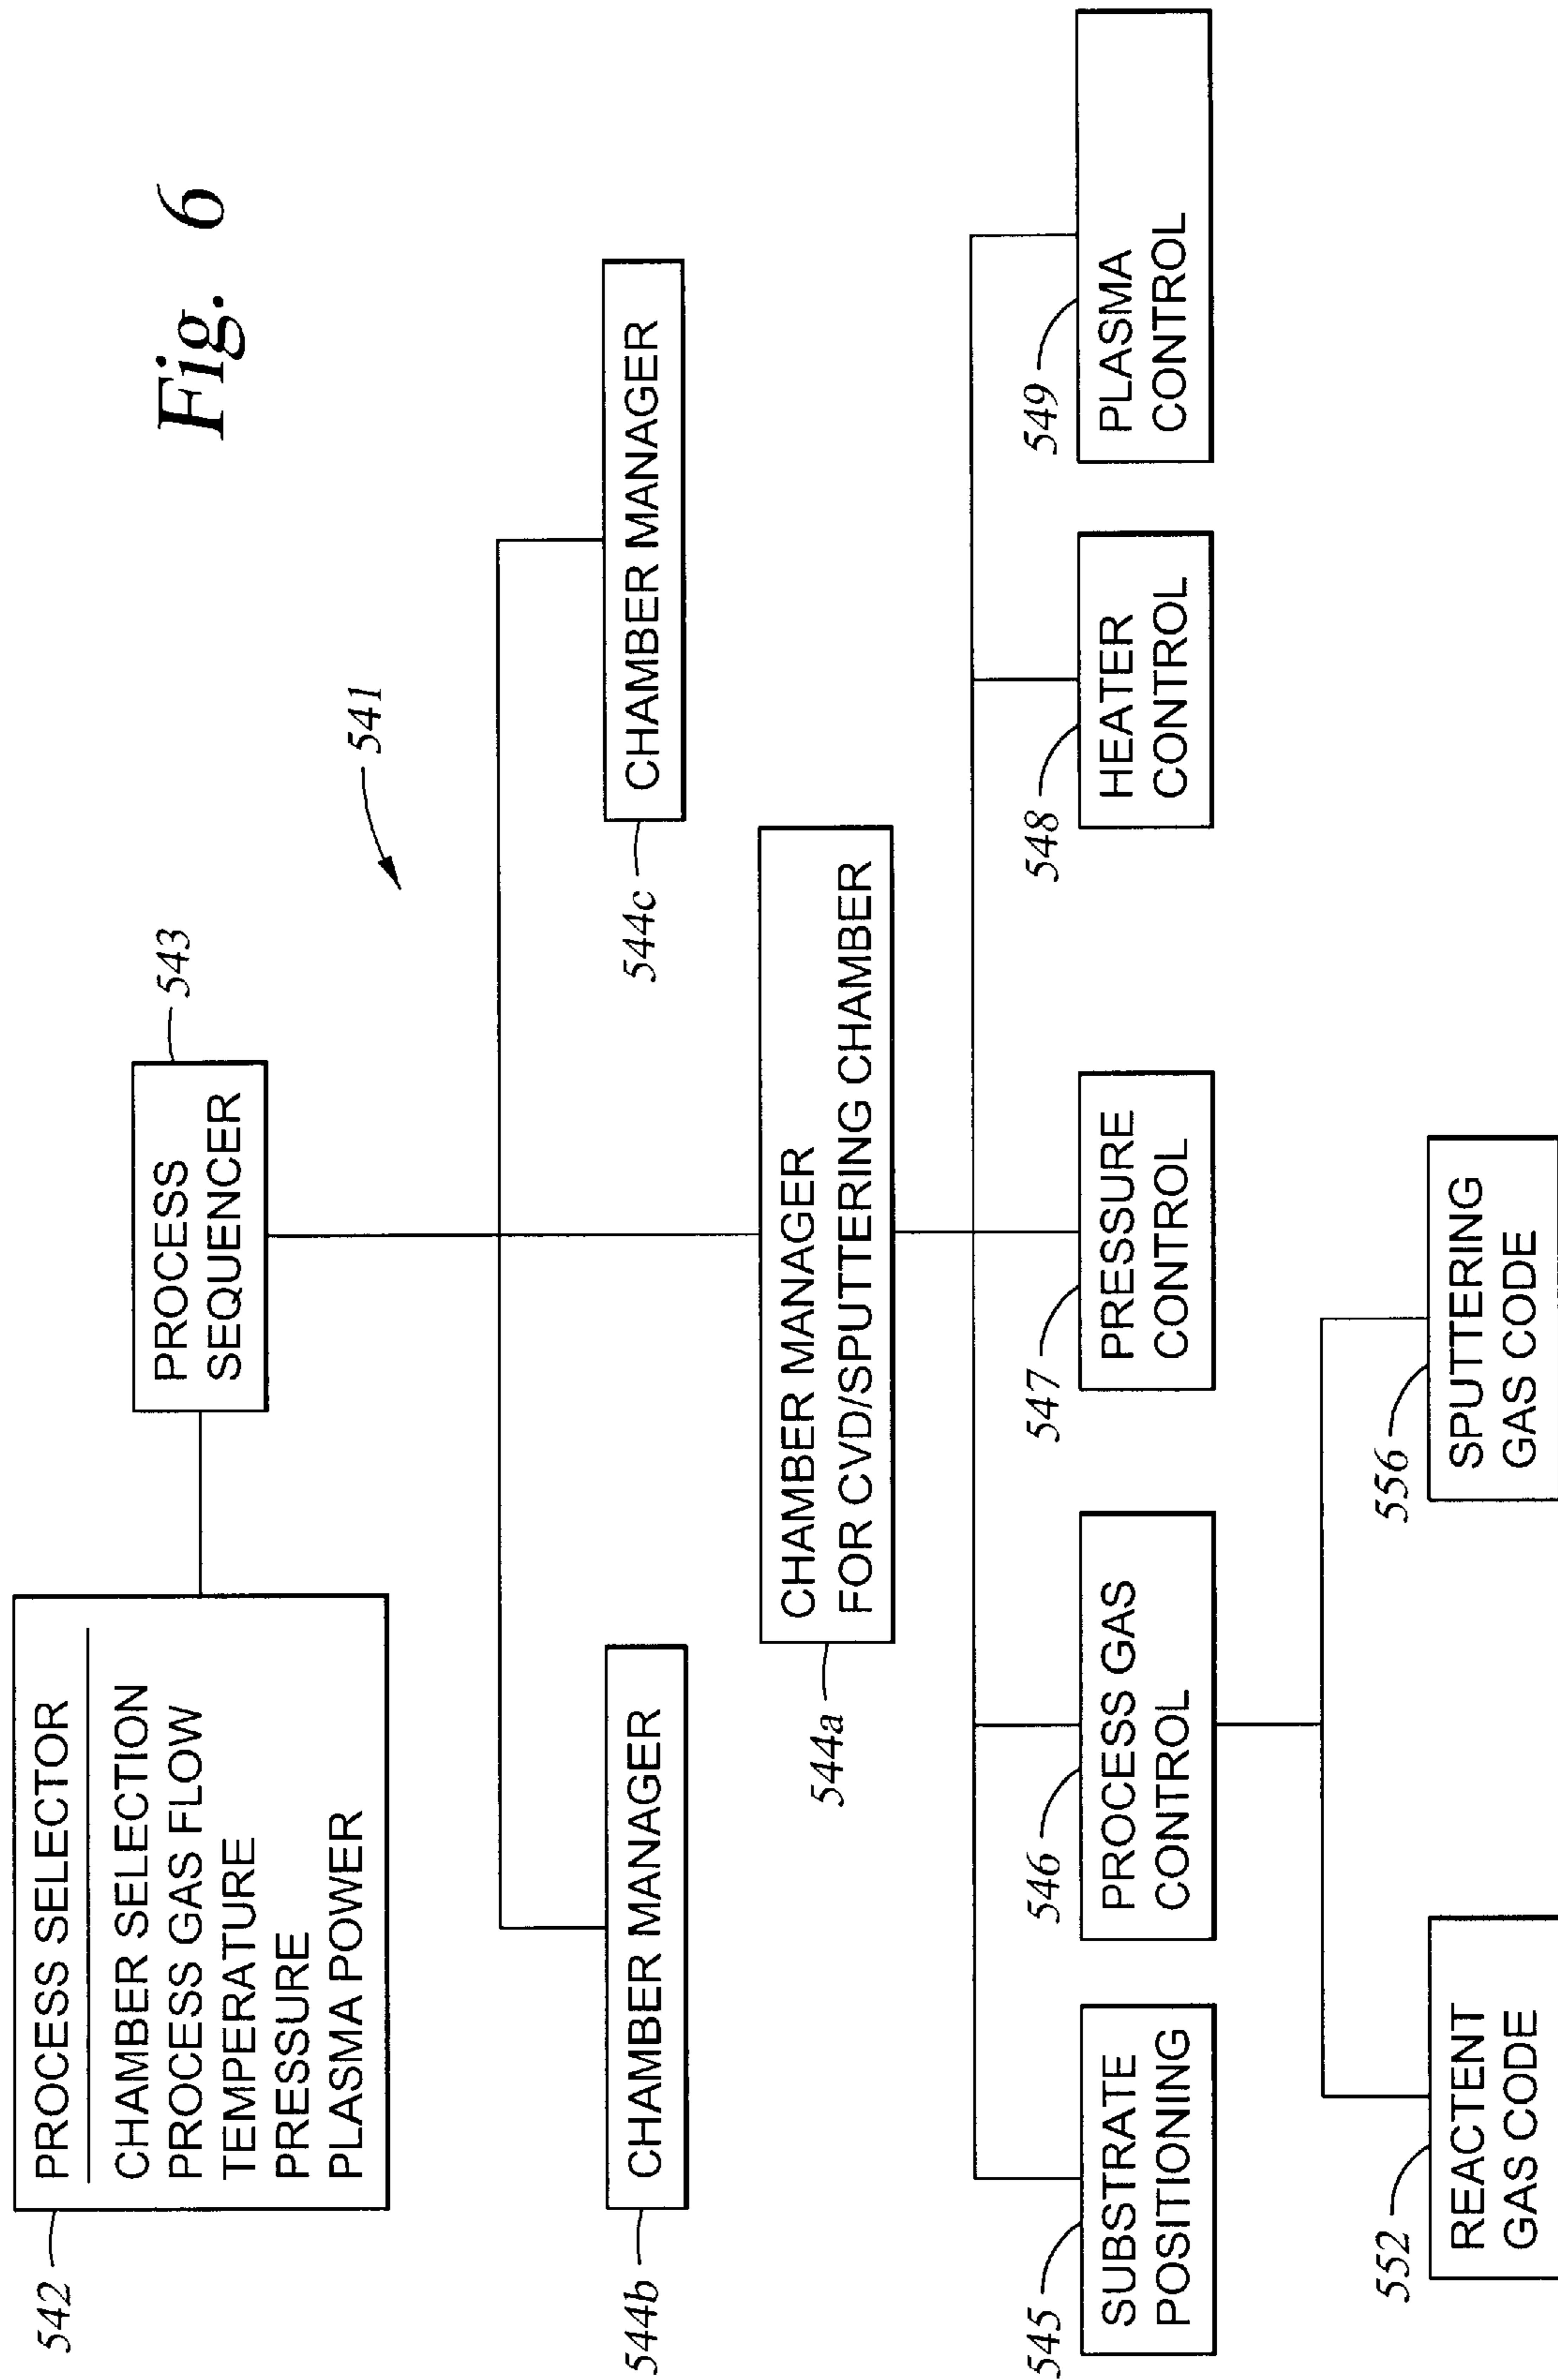 Fig. 6
542
PROCESS SELECTOR
CHAMBER SELECTION
PROCESS GAS FLOW
TEMPERATURE
PRESSURE
PLASMA POWER
PROCESS
SEQUENCER
543
541
544b
CHAMBER MANAGER
544c
CHAMBER MANAGER
544a
CHAMBER MANAGER
FOR CVD/SPUTTERING CHAMBER
545
SUBSTRATE
POSITIONING
546
PROCESS GAS
CONTROL
547
PRESSURE
CONTROL
548
HEATER
CONTROL
549
PLASMA
CONTROL
552
REACTENT
GAS CODE
556
SPUTTERING
GAS CODE